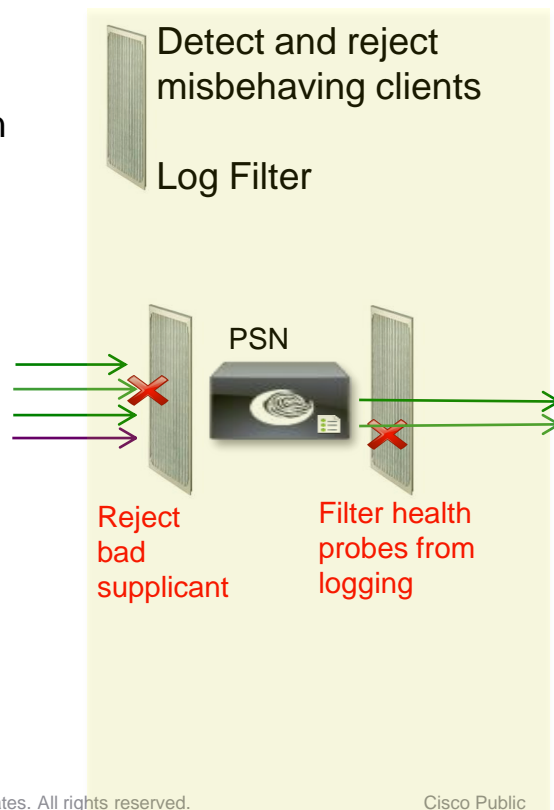 Detect and reject
misbehaving clients
Log Filter
PSN
Reject
bad
supplicant
Filter health
probes from
logging
All rights reserved.
Cisco Public